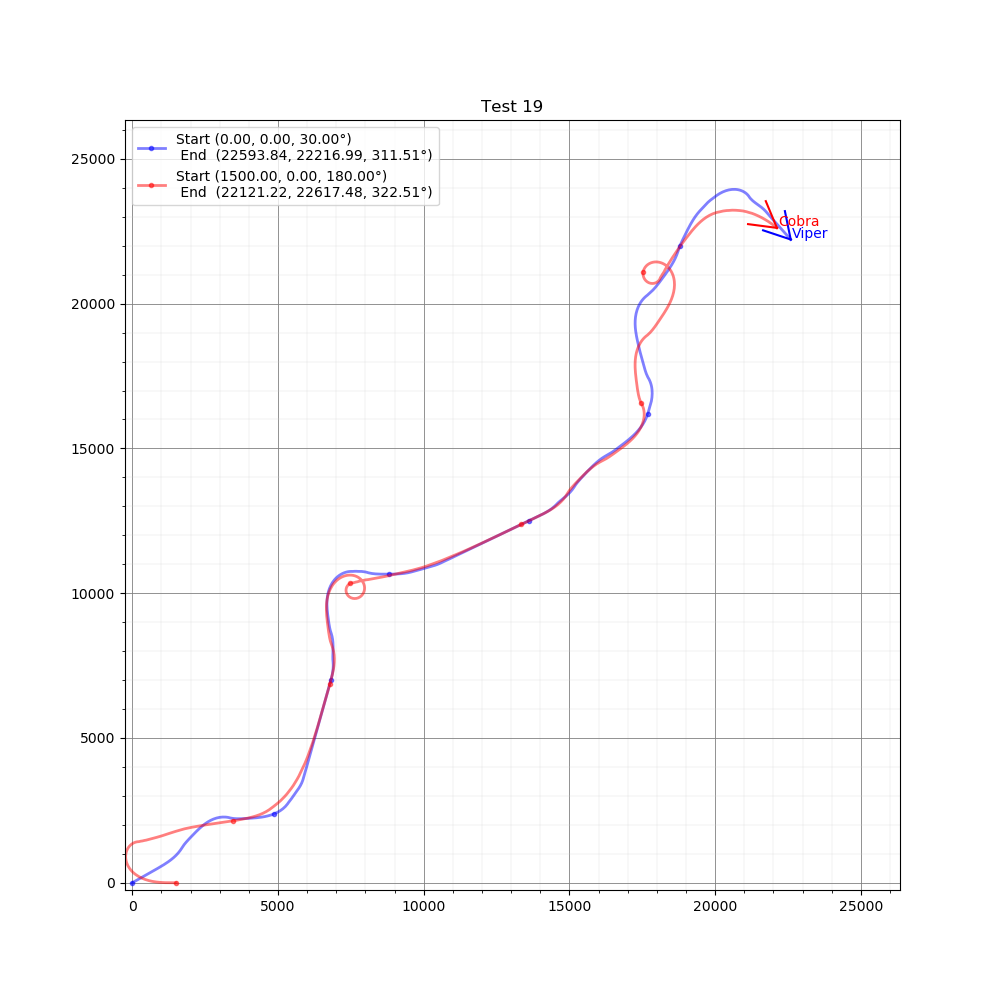 Test 19
Start (0.00, 0.00, 30.00°)
End (22593.84, 22216.99, 311.51°)
Start (1500.00, 0.00, 180.00°)
End (22121.22, 22617.48, 322.51°)
Cobra
Viper
25000
20000
15000
10000
5000
0
0 5000 10000 15000 20000 25000